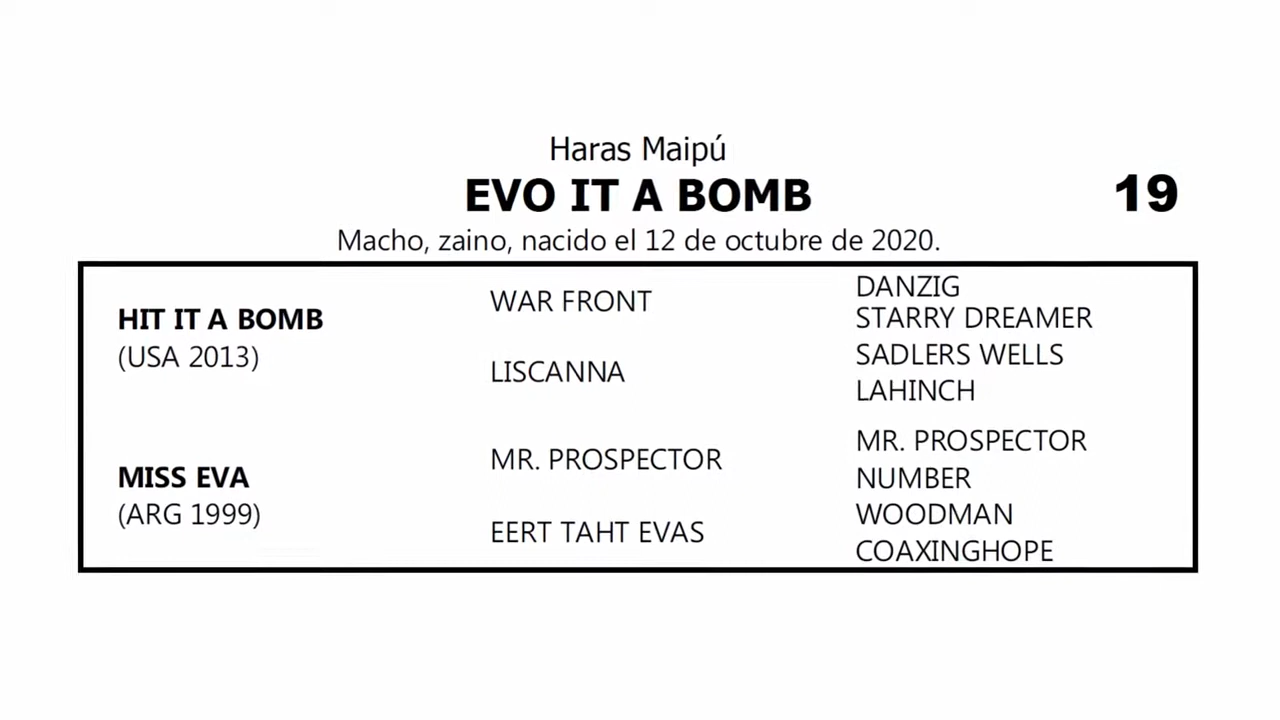 Haras Maipú
EVO IT A BOMB
19
Macho, zaino, nacido el 12 de octubre de 2020.
HIT IT A BOMB
(USA 2013)
WAR FRONT
LISCANNA
DANZIG
STARRY DREAMER
SADLERS WELLS
LAHINCH
MISS EVA
(ARG 1999)
MR. PROSPECTOR
EERT TAHT EVAS
MR. PROSPECTOR
NUMBER
WOODMAN
COAXINGHOPE